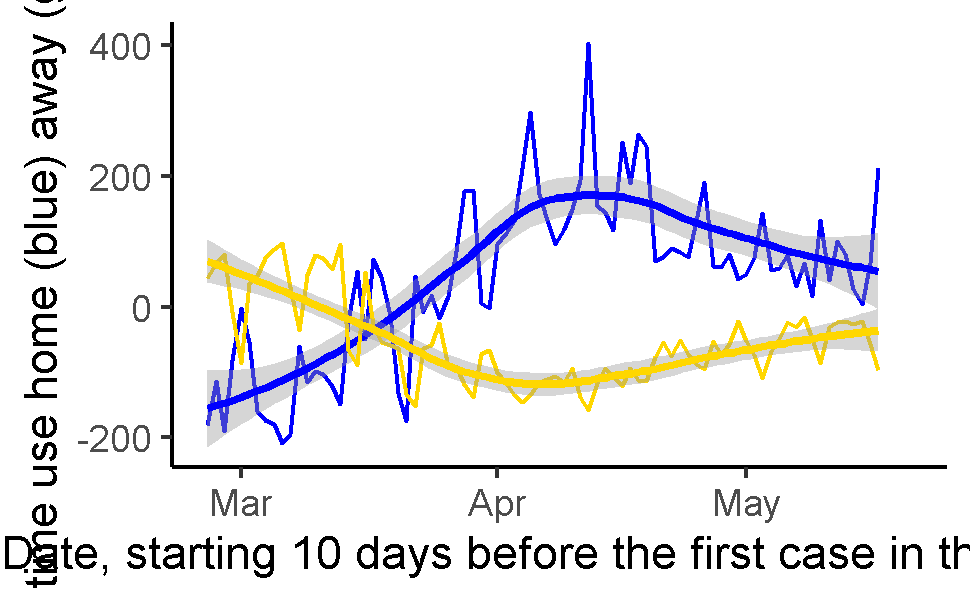 time use home (blue) away (
400
200
0
-200
Mar Apr May
Date, starting 10 days before the first case in th